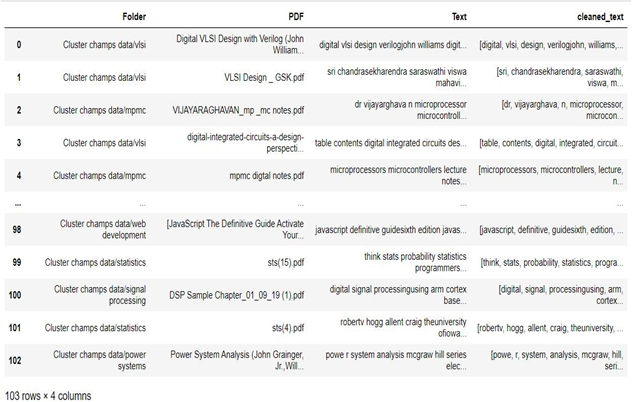 Folder PDF Text cleaned_text
0 Cluster champs data/vlsi Digital VLSI Design with Verilog (John William... digital vlsi design verilogjohn williams digit... [digital, vlsi, design, verilogjohn, williams,...
1 Cluster champs data/vlsi VLSI Design _ GSK.pdf sri chandrasekharendra saraswathi viswa mahavi... [sri, chandrasekharendra, saraswathi, viswa, m...
2 Cluster champs data/mpmc VIJAYARAGHAVAN_mp _mc notes.pdf dr vijayarghava n microprocessor microcontroll... [dr, vijayarghava, n, microprocessor, microcon...
3 Cluster champs data/vlsi digital-integrated-circuits-a-design-perspecti... table contents digital integrated circuits des... [table, contents, digital, integrated, circuit...
4 Cluster champs data/mpmc mpmc digtal notes.pdf microprocessors microcontrollers lecture notes... [microprocessors, microcontrollers, lecture, n...
... ... ... ... ...
98 Cluster champs data/web development [JavaScript The Definitive Guide Activate Your... javascript definitive guidesixth edition javas... [javascript, definitive, guidesixth, edition, ...
99 Cluster champs data/statistics sts(15).pdf think stats probability statistics programmers... [think, stats, probability, statistics, progra...
100 Cluster champs data/signal processing DSP Sample Chapter_01_09_19 (1).pdf digital signal processingusing arm cortex base... [digital, signal, processingusing, arm, cortex...
101 Cluster champs data/statistics sts(4).pdf robertv hogg allent craig theuniversity ofiowa... [robertv, hogg, allent, craig, theuniversity, ...
102 Cluster champs data/power systems Power System Analysis (John Grainger, Jr.,Will... powe r system analysis mcgraw hill series elec... [powe, r, system, analysis, mcgraw, hill, seri...
103 rows × 4 columns